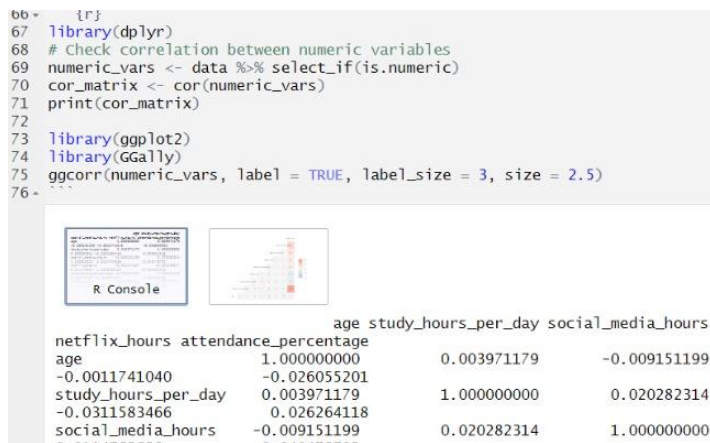 66 {r}
67 library(dplyr)
68 # Check correlation between numeric variables
69 numeric_vars <- data %>% select_if(is.numeric)
70 cor_matrix <- cor(numeric_vars)
71 print(cor_matrix)
72
73 library(ggplot2)
74 library(GGally)
75 ggcorr(numeric_vars, label = TRUE, label_size = 3, size = 2.5)
76 ```
R Console
age study_hours_per_day social_media_hours
netflix_hours attendance_percentage
age 1.000000000 0.003971179 -0.009151199
-0.0011741040 -0.026055201
study_hours_per_day 0.003971179 1.000000000 0.020282314
-0.0311583466 0.026264118
social_media_hours -0.009151199 0.020282314 1.000000000